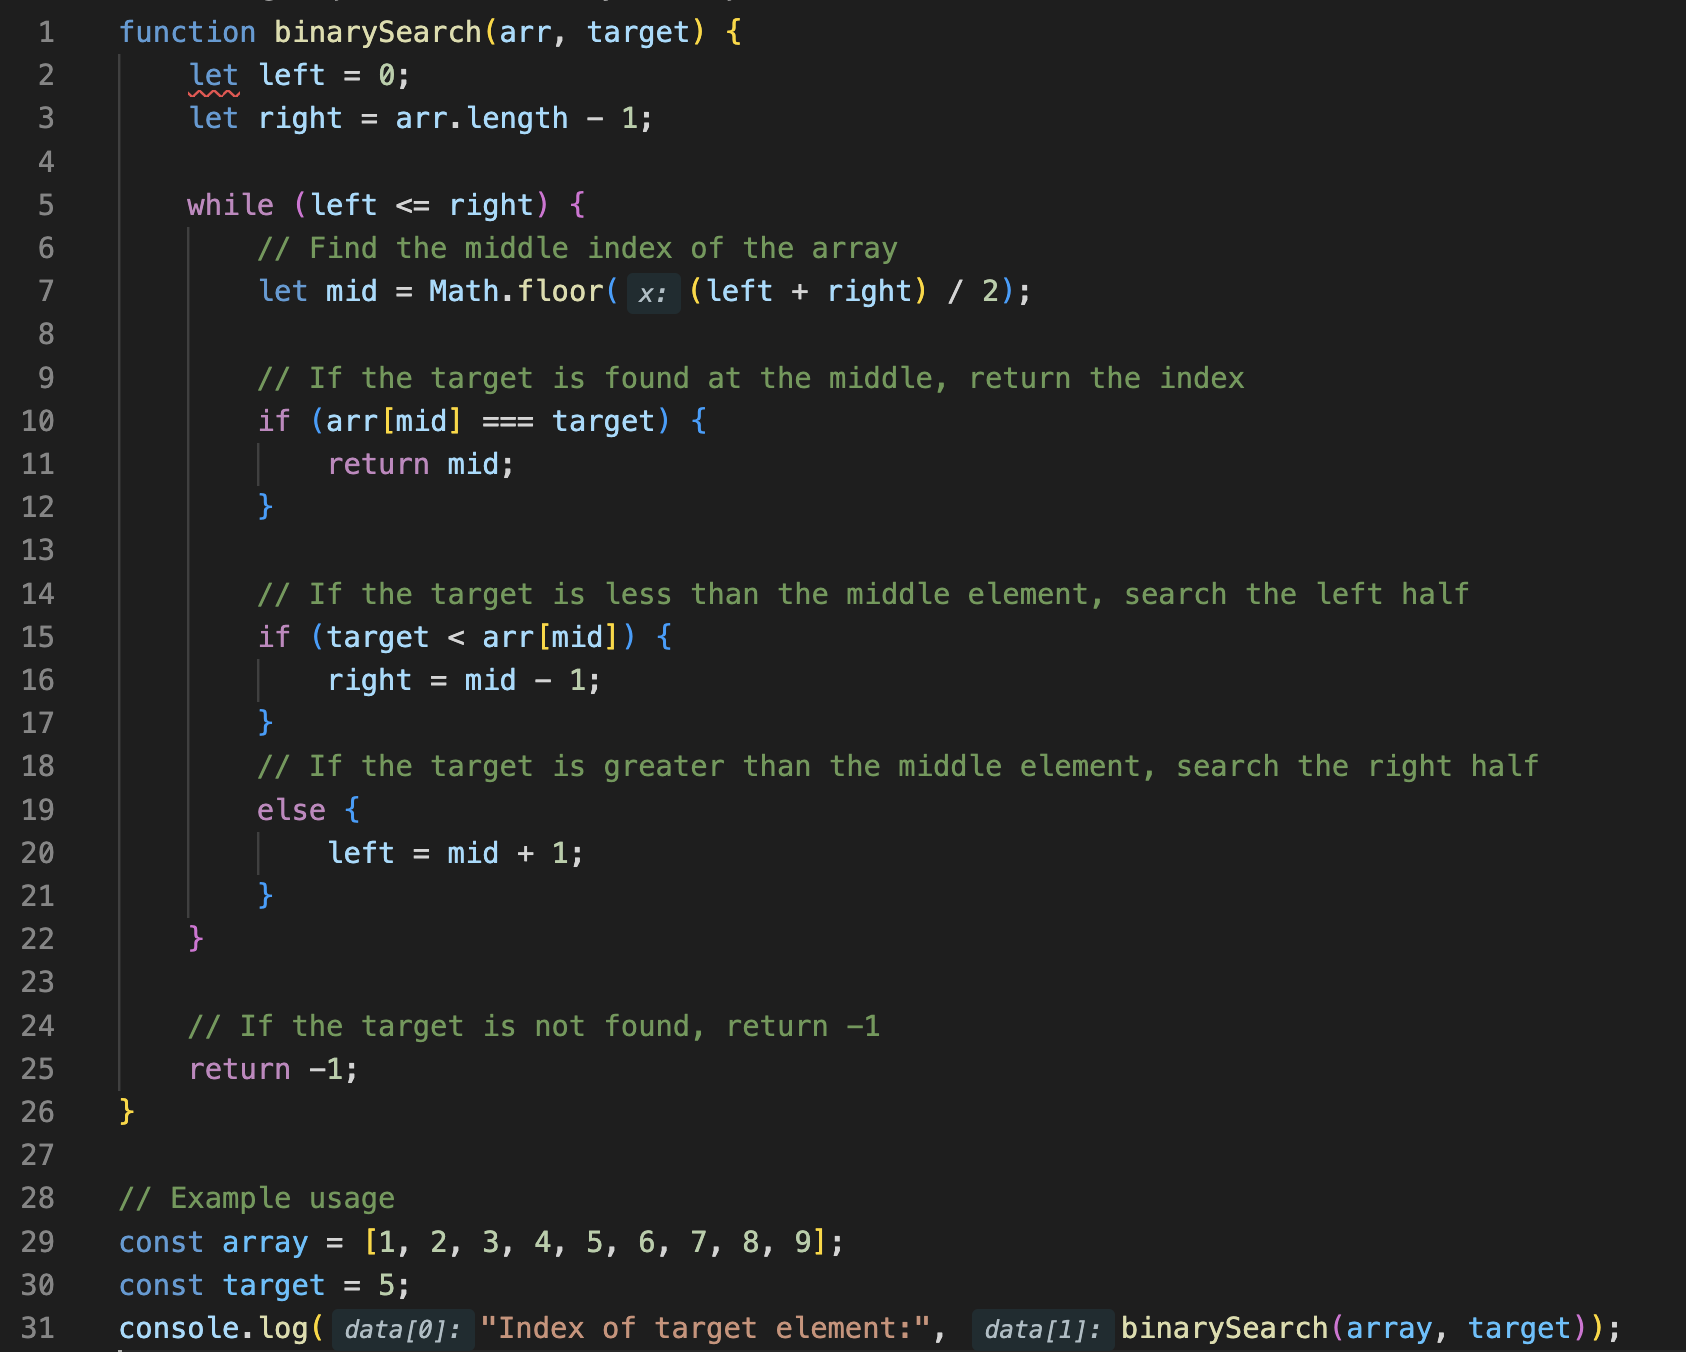 1 function binarySearch(arr, target) {
2 let left = 0;
3 let right = arr.length - 1;
4
5 while (left <= right) {
6 // Find the middle index of the array
7 let mid = Math.floor( x: (left + right) / 2);
8
9 // If the target is found at the middle, return the index
10 if (arr[mid] === target) {
11 return mid;
12 }
13
14 // If the target is less than the middle element, search the left half
15 if (target < arr[mid]) {
16 right = mid - 1;
17 }
18 // If the target is greater than the middle element, search the right half
19 else {
20 left = mid + 1;
21 }
22 }
23
24 // If the target is not found, return -1
25 return -1;
26 }
27
28 // Example usage
29 const array = [1, 2, 3, 4, 5, 6, 7, 8, 9];
30 const target = 5;
31 console.log( data[0]: "Index of target element:", data[1]: binarySearch(array, target));